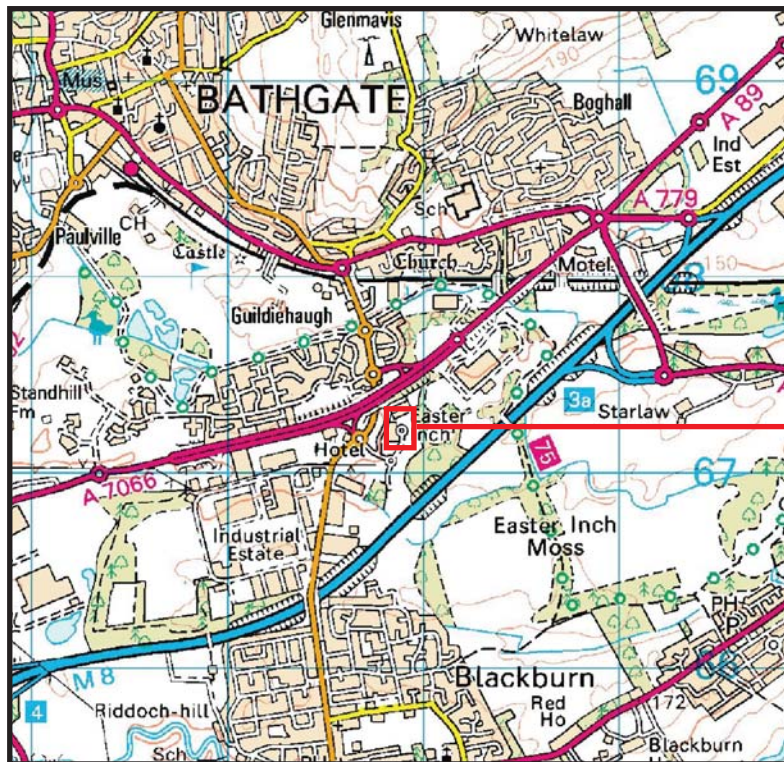 Glenmavis
Whitelaw
190
Mus
BATHGATE
69
Boghall
A 89
Ind
Est
Sch
A 779
CH
Paulville
Castle
Church
Motel
150
Guildiehaugh
Standhill
Fm
3a
Starlaw
Easter
Inch
Hotel
75
67
A 7066
Industrial
Estate
Easter Inch
Moss
PH
P
M 8
Blackburn
4
Riddoch-hill
Red
Ho
172
Sch
Blackburn